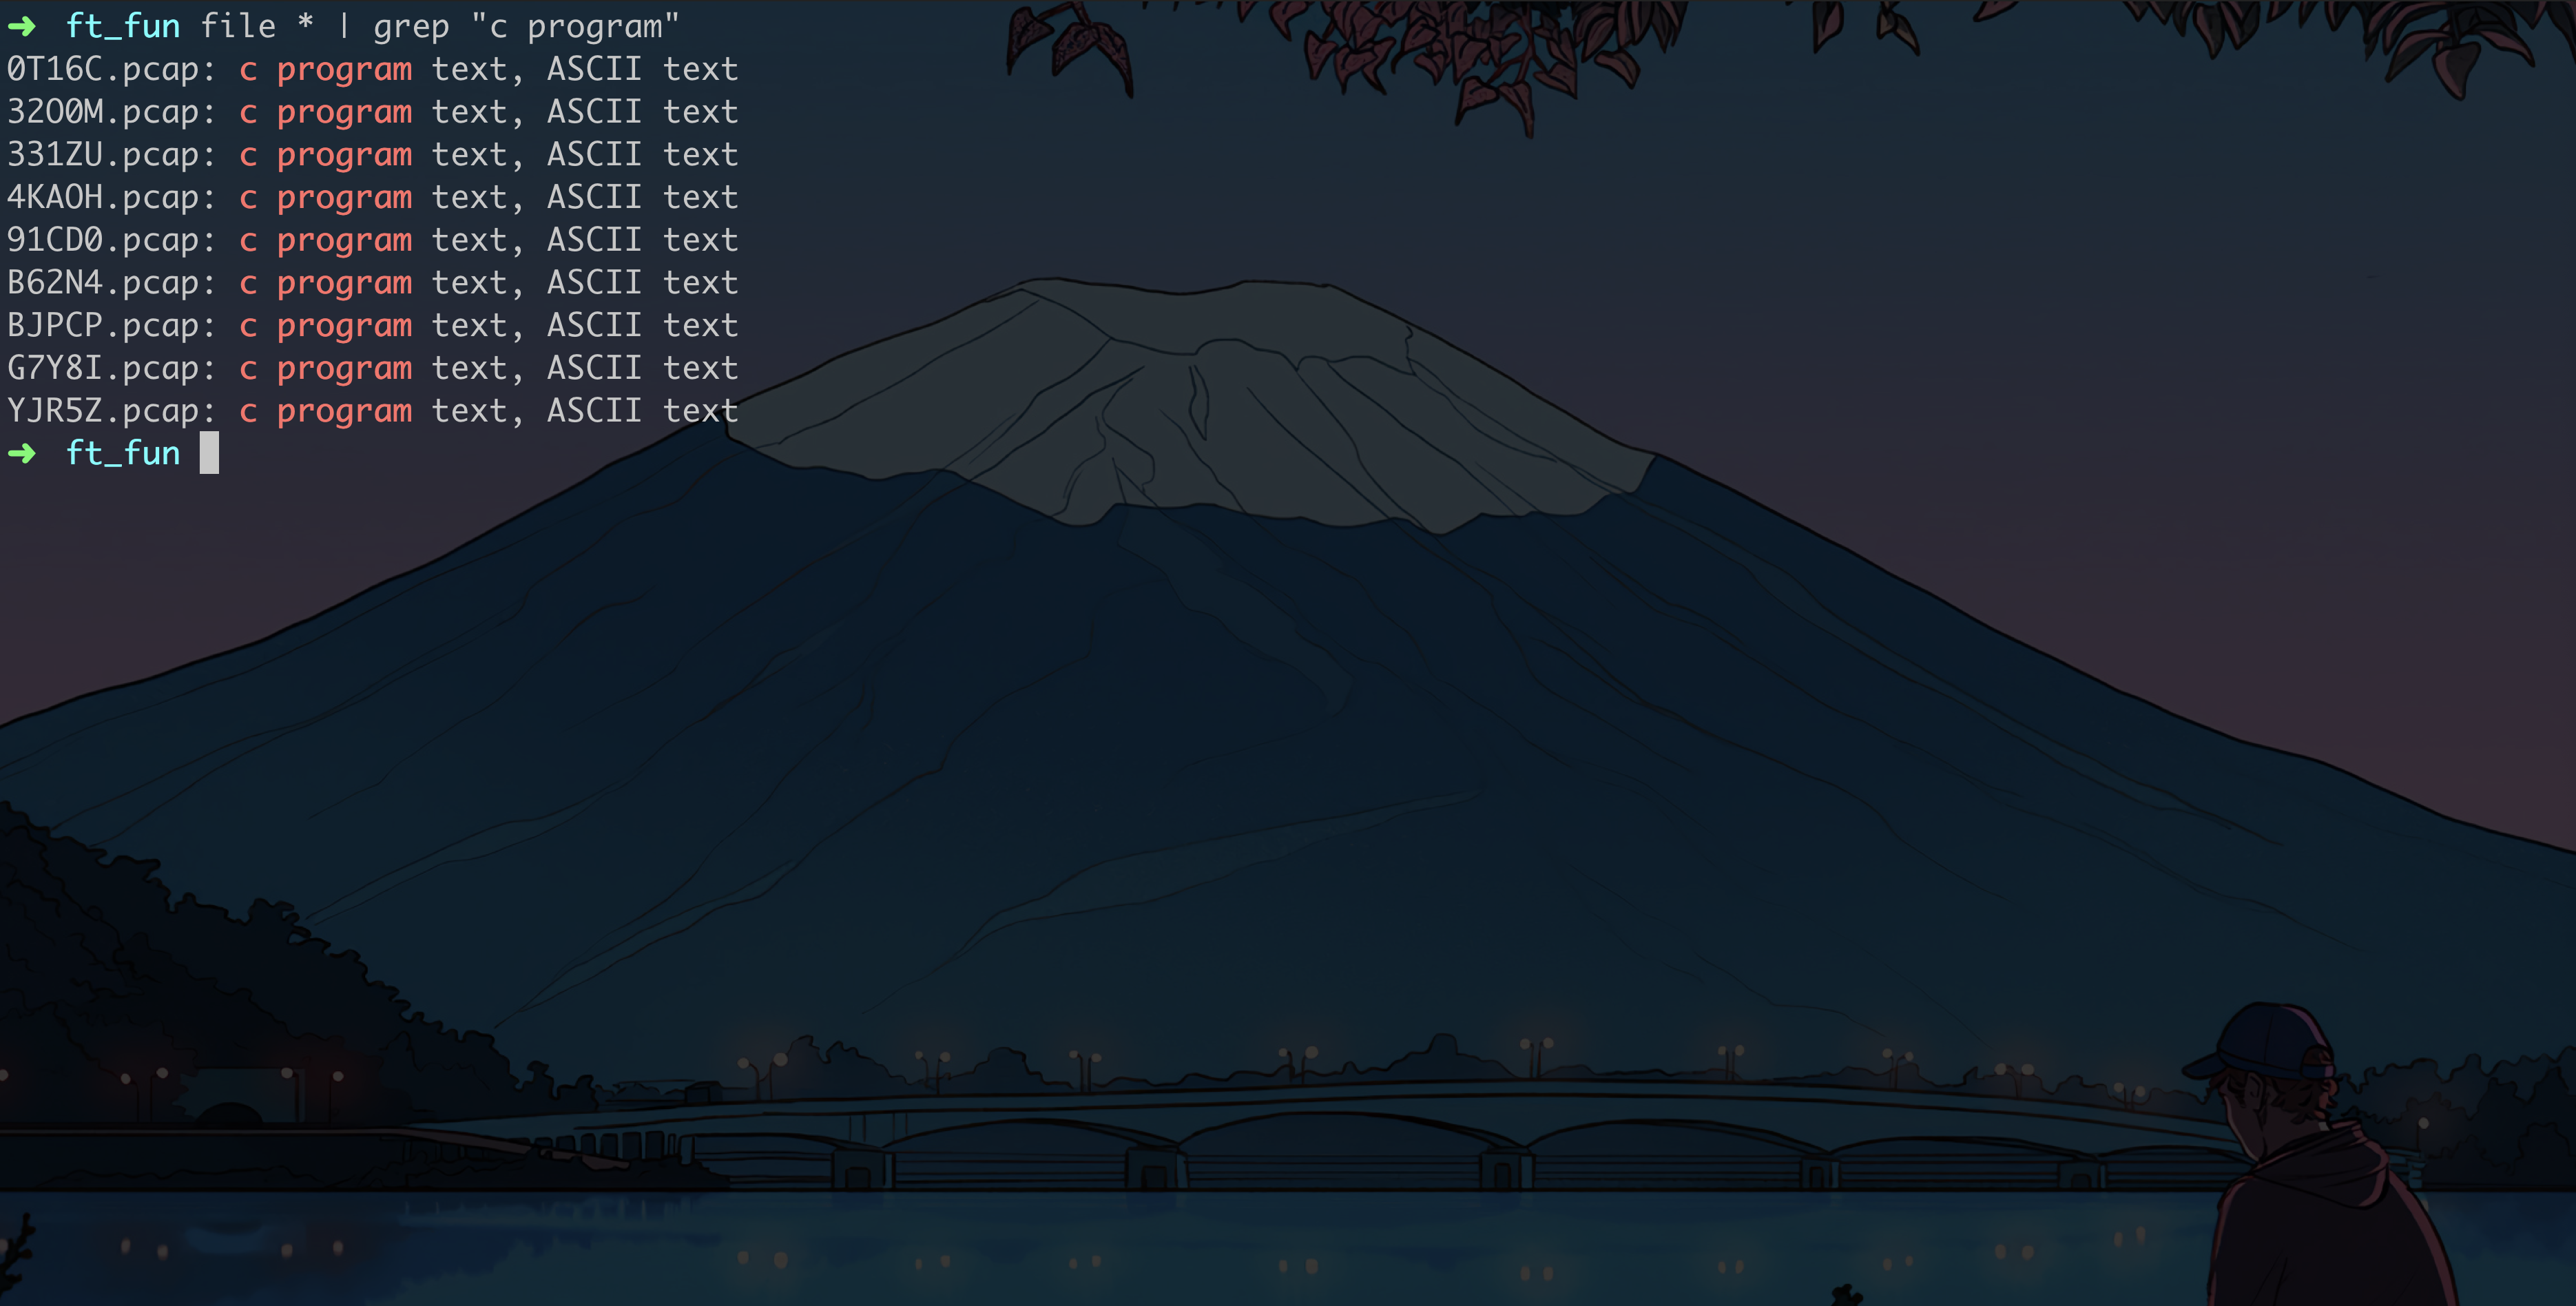 ➜  ft_fun file * | grep "c program"
0T16C.pcap: c program text, ASCII text
32O0M.pcap: c program text, ASCII text
331ZU.pcap: c program text, ASCII text
4KAOH.pcap: c program text, ASCII text
91CD0.pcap: c program text, ASCII text
B62N4.pcap: c program text, ASCII text
BJPCP.pcap: c program text, ASCII text
G7Y8I.pcap: c program text, ASCII text
YJR5Z.pcap: c program text, ASCII text
➜  ft_fun